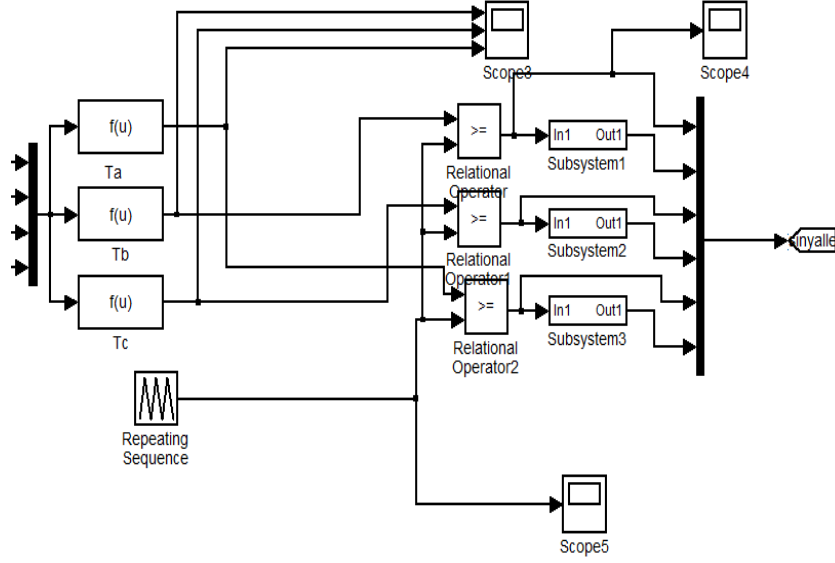 Scope3
Scope4
f(u)
Ta
f(u)
Tb
f(u)
Tc
>=
Relational
Operator
In1 Out1
Subsystem1
>=
Relational
Operator1
In1 Out1
Subsystem2
>=
Relational
Operator2
In1 Out1
Subsystem3
Repeating
Sequence
Scope5